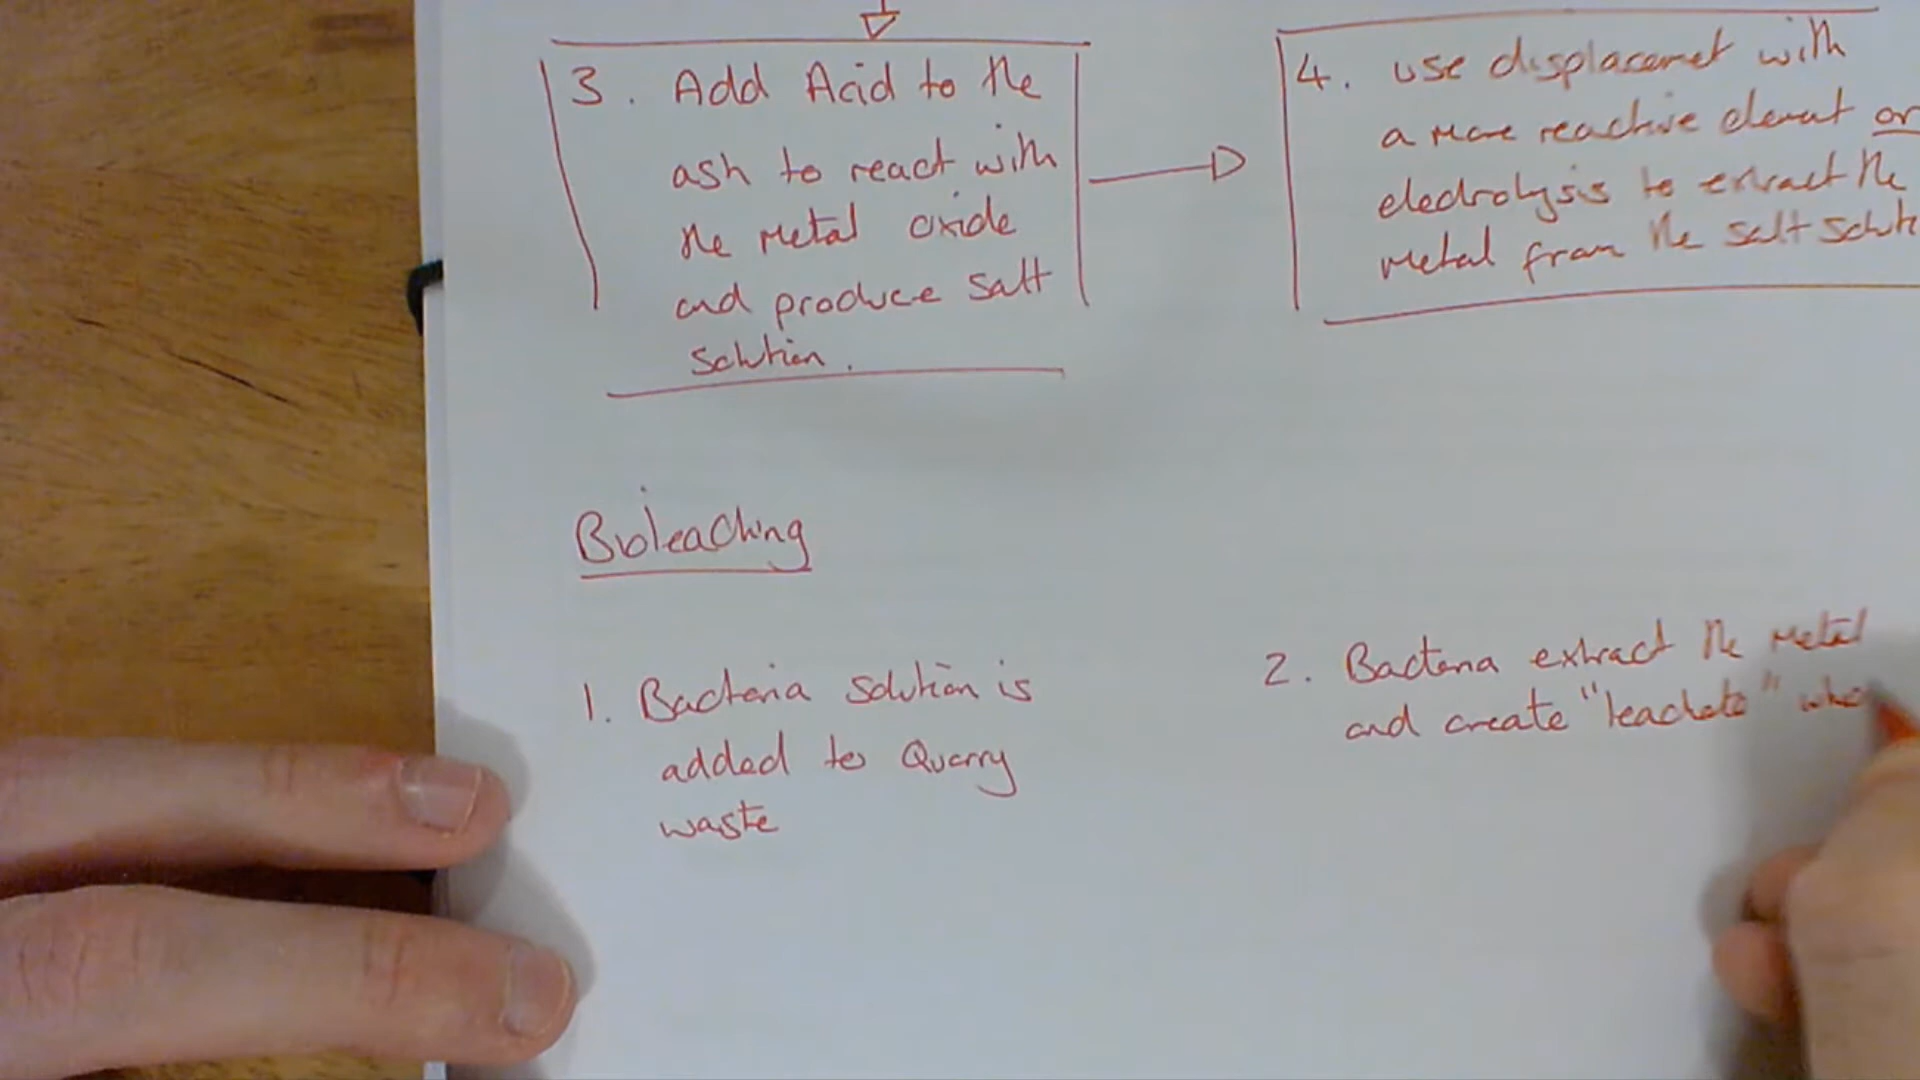 3. Add Acid to the
ash to react with
the metal oxide
and produce salt
solution.
4. use displacemet with
a more reactive element or
electrolysis to extract the
metal from the salt
Bioleaching
1. Bacteria solution is
added to Quarry
waste
2. Bacteria extract the metal
and create "leachate"